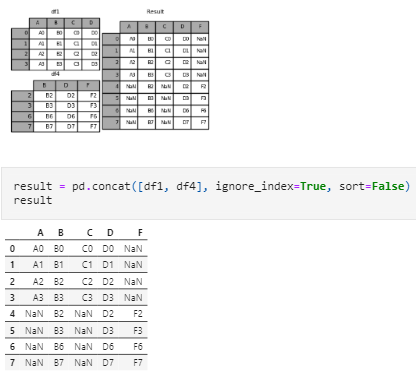 df1
Result
A B C D
0 A0 B0 C0 D0
1 A1 B1 C1 D1
2 A2 B2 C2 D2
3 A3 B3 C3 D3
df4
B D F
2 B2 D2 F2
3 B3 D3 F3
6 B6 D6 F6
7 B7 D7 F7
A B C D F
0 A0 B0 C0 D0 NaN
1 A1 B1 C1 D1 NaN
2 A2 B2 C2 D2 NaN
3 A3 B3 C3 D3 NaN
4 NaN B2 NaN D2 F2
5 NaN B3 NaN D3 F3
6 NaN B6 NaN D6 F6
7 NaN B7 NaN D7 F7
result = pd.concat([df1, df4], ignore_index=True, sort=False)
result
A B C D F
0 A0 B0 C0 D0 NaN
1 A1 B1 C1 D1 NaN
2 A2 B2 C2 D2 NaN
3 A3 B3 C3 D3 NaN
4 NaN B2 NaN D2 F2
5 NaN B3 NaN D3 F3
6 NaN B6 NaN D6 F6
7 NaN B7 NaN D7 F7